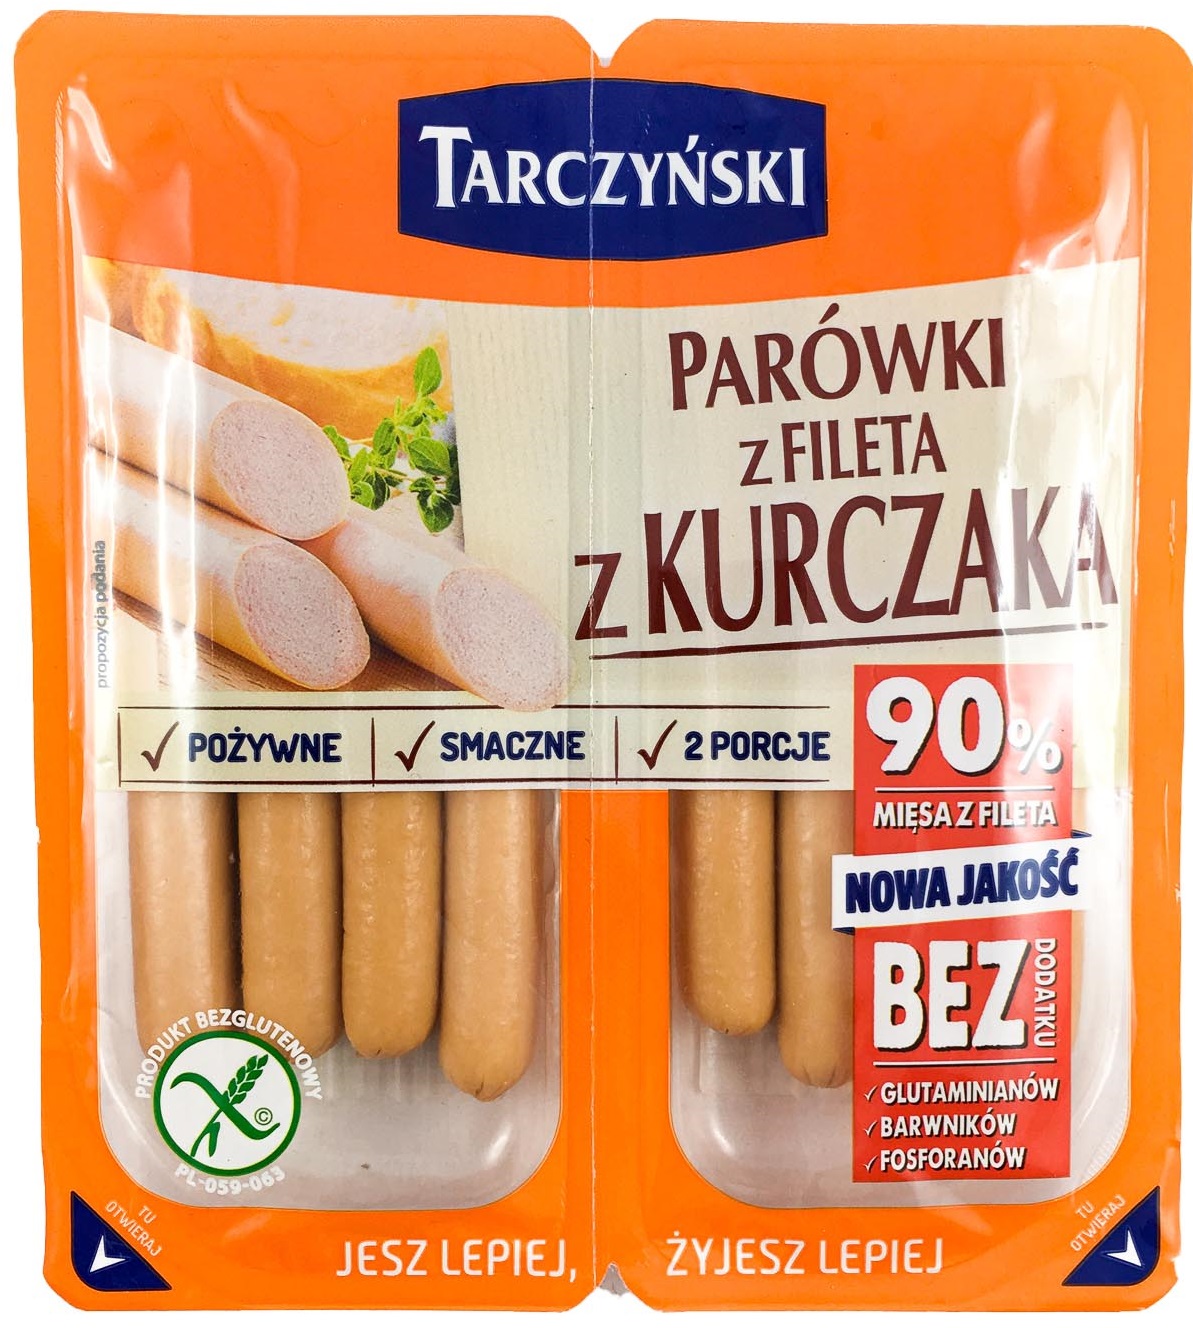 TARCZYŃSKI
PARÓWKI
Z FILETA
Z KURCZAKA
propozycja podania
POŻYWNE
SMACZNE
2 PORCJE
90%
MIĘSA Z FILETA
NOWA JAKOŚĆ
BEZ
DODATKU
GLUTAMINIANÓW
BARWNIKÓW
FOSFORANÓW
PRODUKT BEZGLUTENOWY
©
PL-059-063
TU
OTWIERAJ
JESZ LEPIEJ, ŻYJESZ LEPIEJ
TU
OTWIERAJ